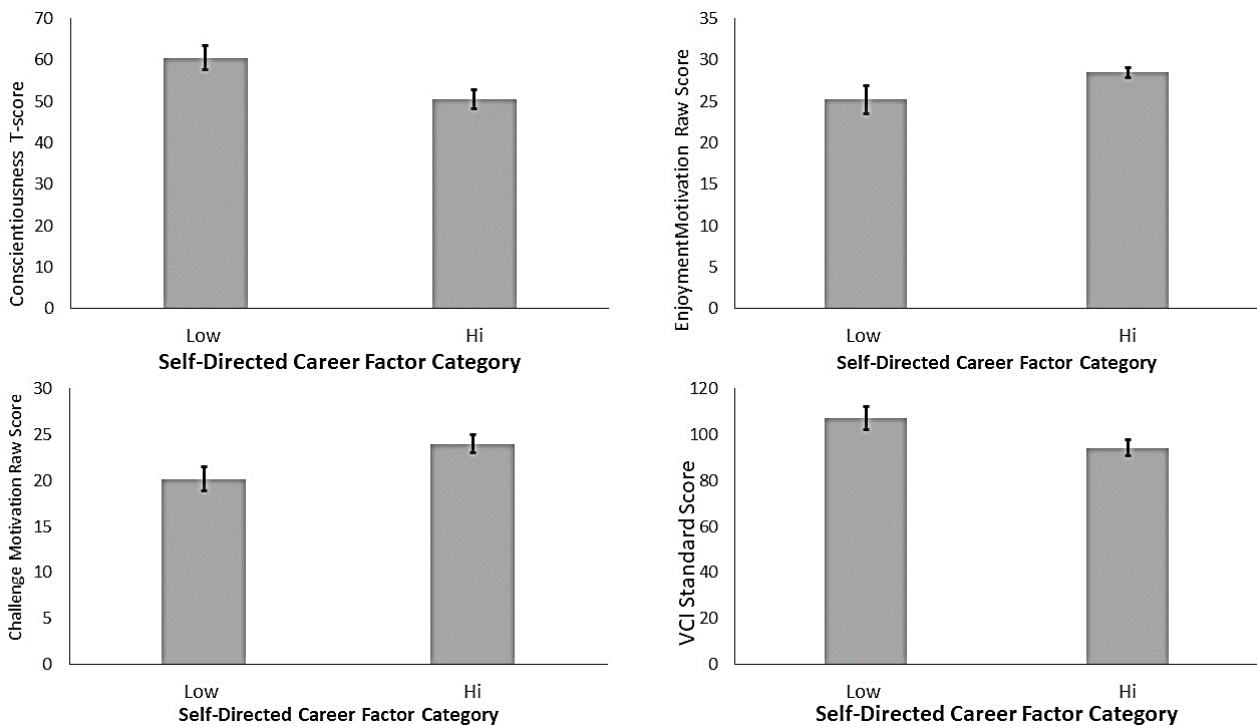 Conscientiousness T-score
70
60
50
40
30
20
10
0
Low
Hi
Self-Directed Career Factor Category
EnjoymentMotivation Raw Score
35
30
25
20
15
10
5
0
Low
Hi
Self-Directed Career Factor Category
Challenge Motivation Raw Score
30
25
20
15
10
5
0
Low
Hi
Self-Directed Career Factor Category
VCI Standard Score
120
100
80
60
40
20
0
Low
Hi
Self-Directed Career Factor Category